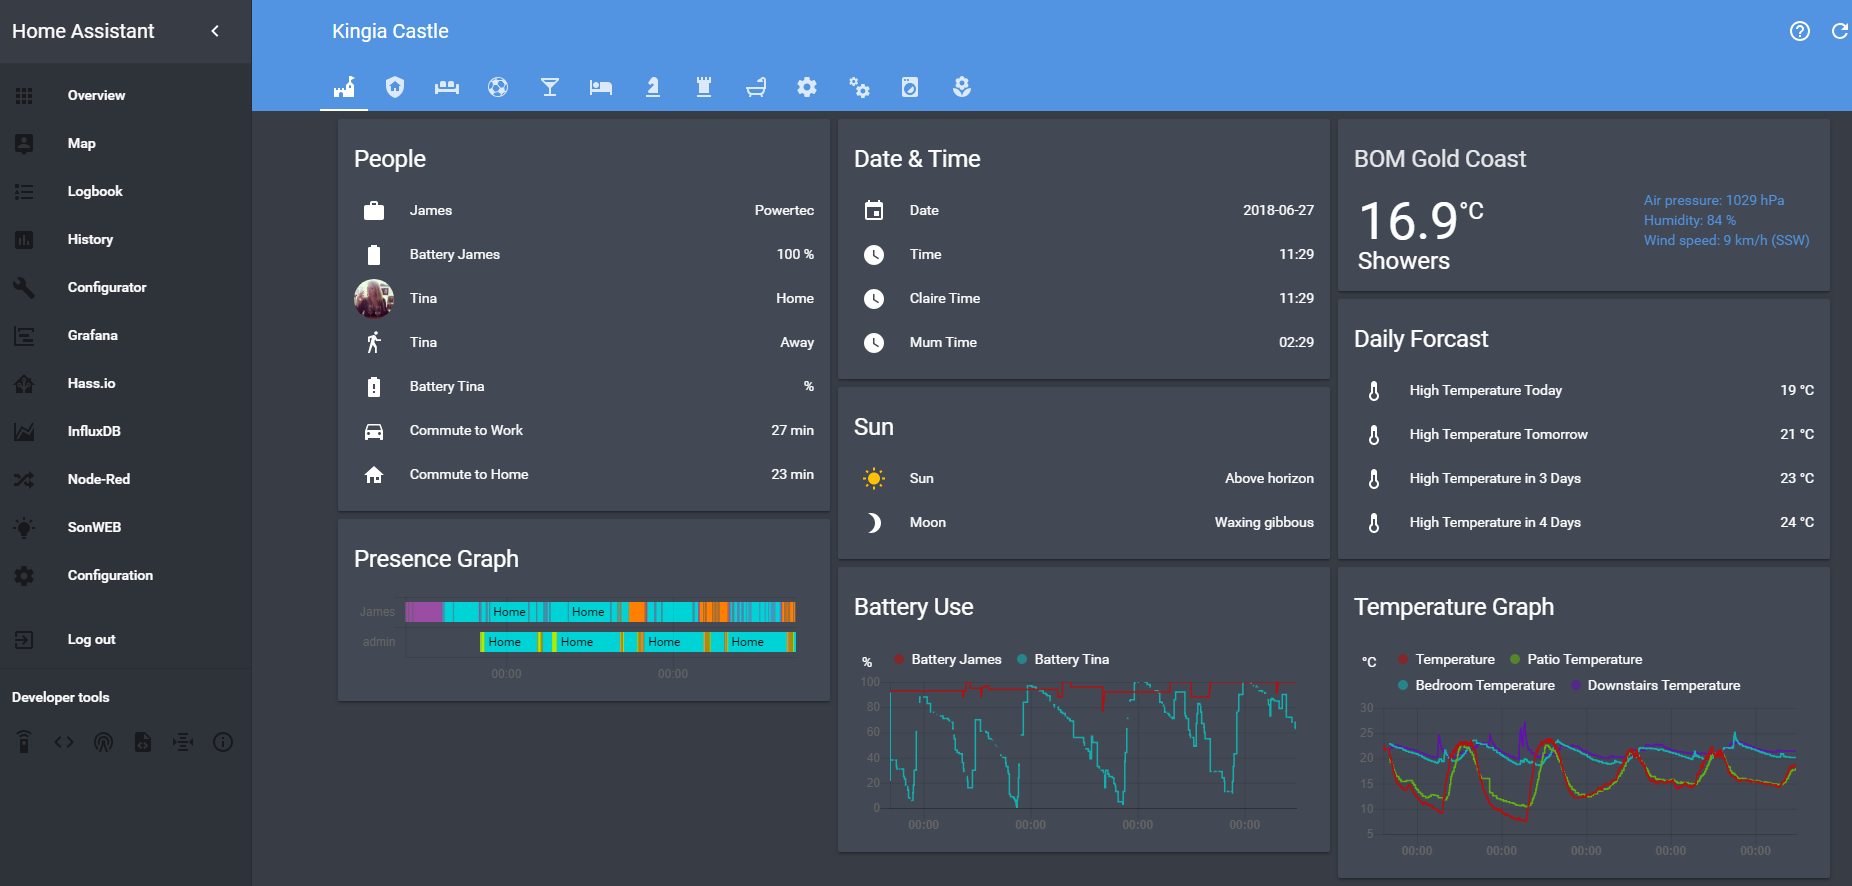 Home Assistant
Overview
Map
Logbook
History
Configurator
Grafana
Hass.io
InfluxDB
Node-Red
SonWEB
Configuration
Log out
Developer tools
Kingia Castle
People
James Powertec
Battery James 100 %
Tina Home
Tina Away
Battery Tina %
Commute to Work 27 min
Commute to Home 23 min
Presence Graph
James Home Home
admin Home Home Home Home
00:00 00:00
Date & Time
Date 2018-06-27
Time 11:29
Claire Time 11:29
Mum Time 02:29
Sun
Sun Above horizon
Moon Waxing gibbous
Battery Use
% Battery James Battery Tina
100
80
60
40
20
0
00:00 00:00 00:00 00:00
BOM Gold Coast
16.9 °C
Showers
Air pressure: 1029 hPa
Humidity: 84 %
Wind speed: 9 km/h (SSW)
Daily Forcast
High Temperature Today 19 °C
High Temperature Tomorrow 21 °C
High Temperature in 3 Days 23 °C
High Temperature in 4 Days 24 °C
Temperature Graph
°C Temperature Patio Temperature
Bedroom Temperature Downstairs Temperature
30
25
20
15
10
5
00:00 00:00 00:00 00:00 00:00